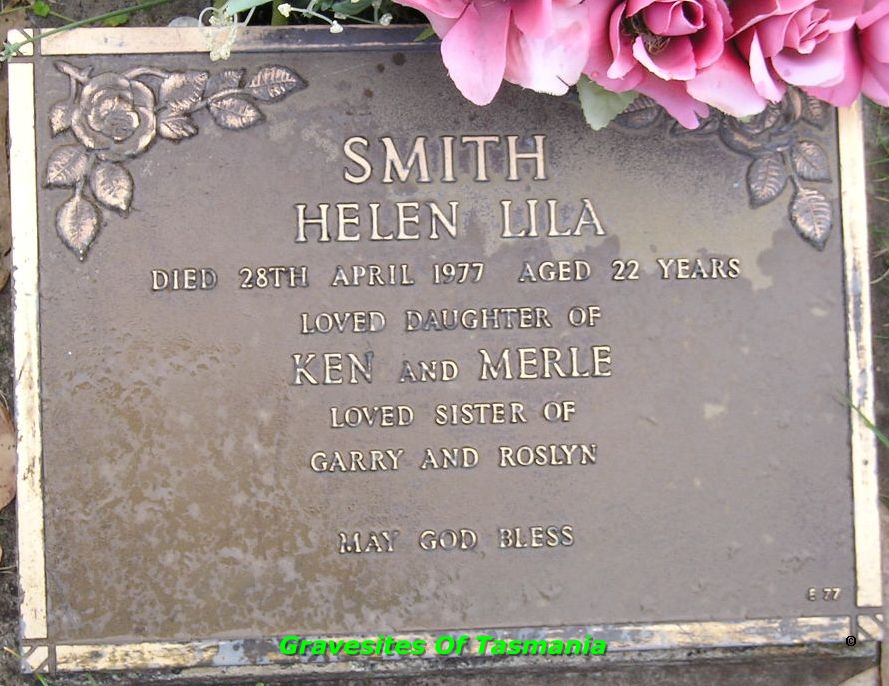 SMITH
HELEN LILA
DIED 28TH APRIL 1977 AGED 22 YEARS
LOVED DAUGHTER OF
KEN AND MERLE
LOVED SISTER OF
GARRY AND ROSLYN
MAY GOD BLESS
E 77
Gravesites Of Tasmania
©